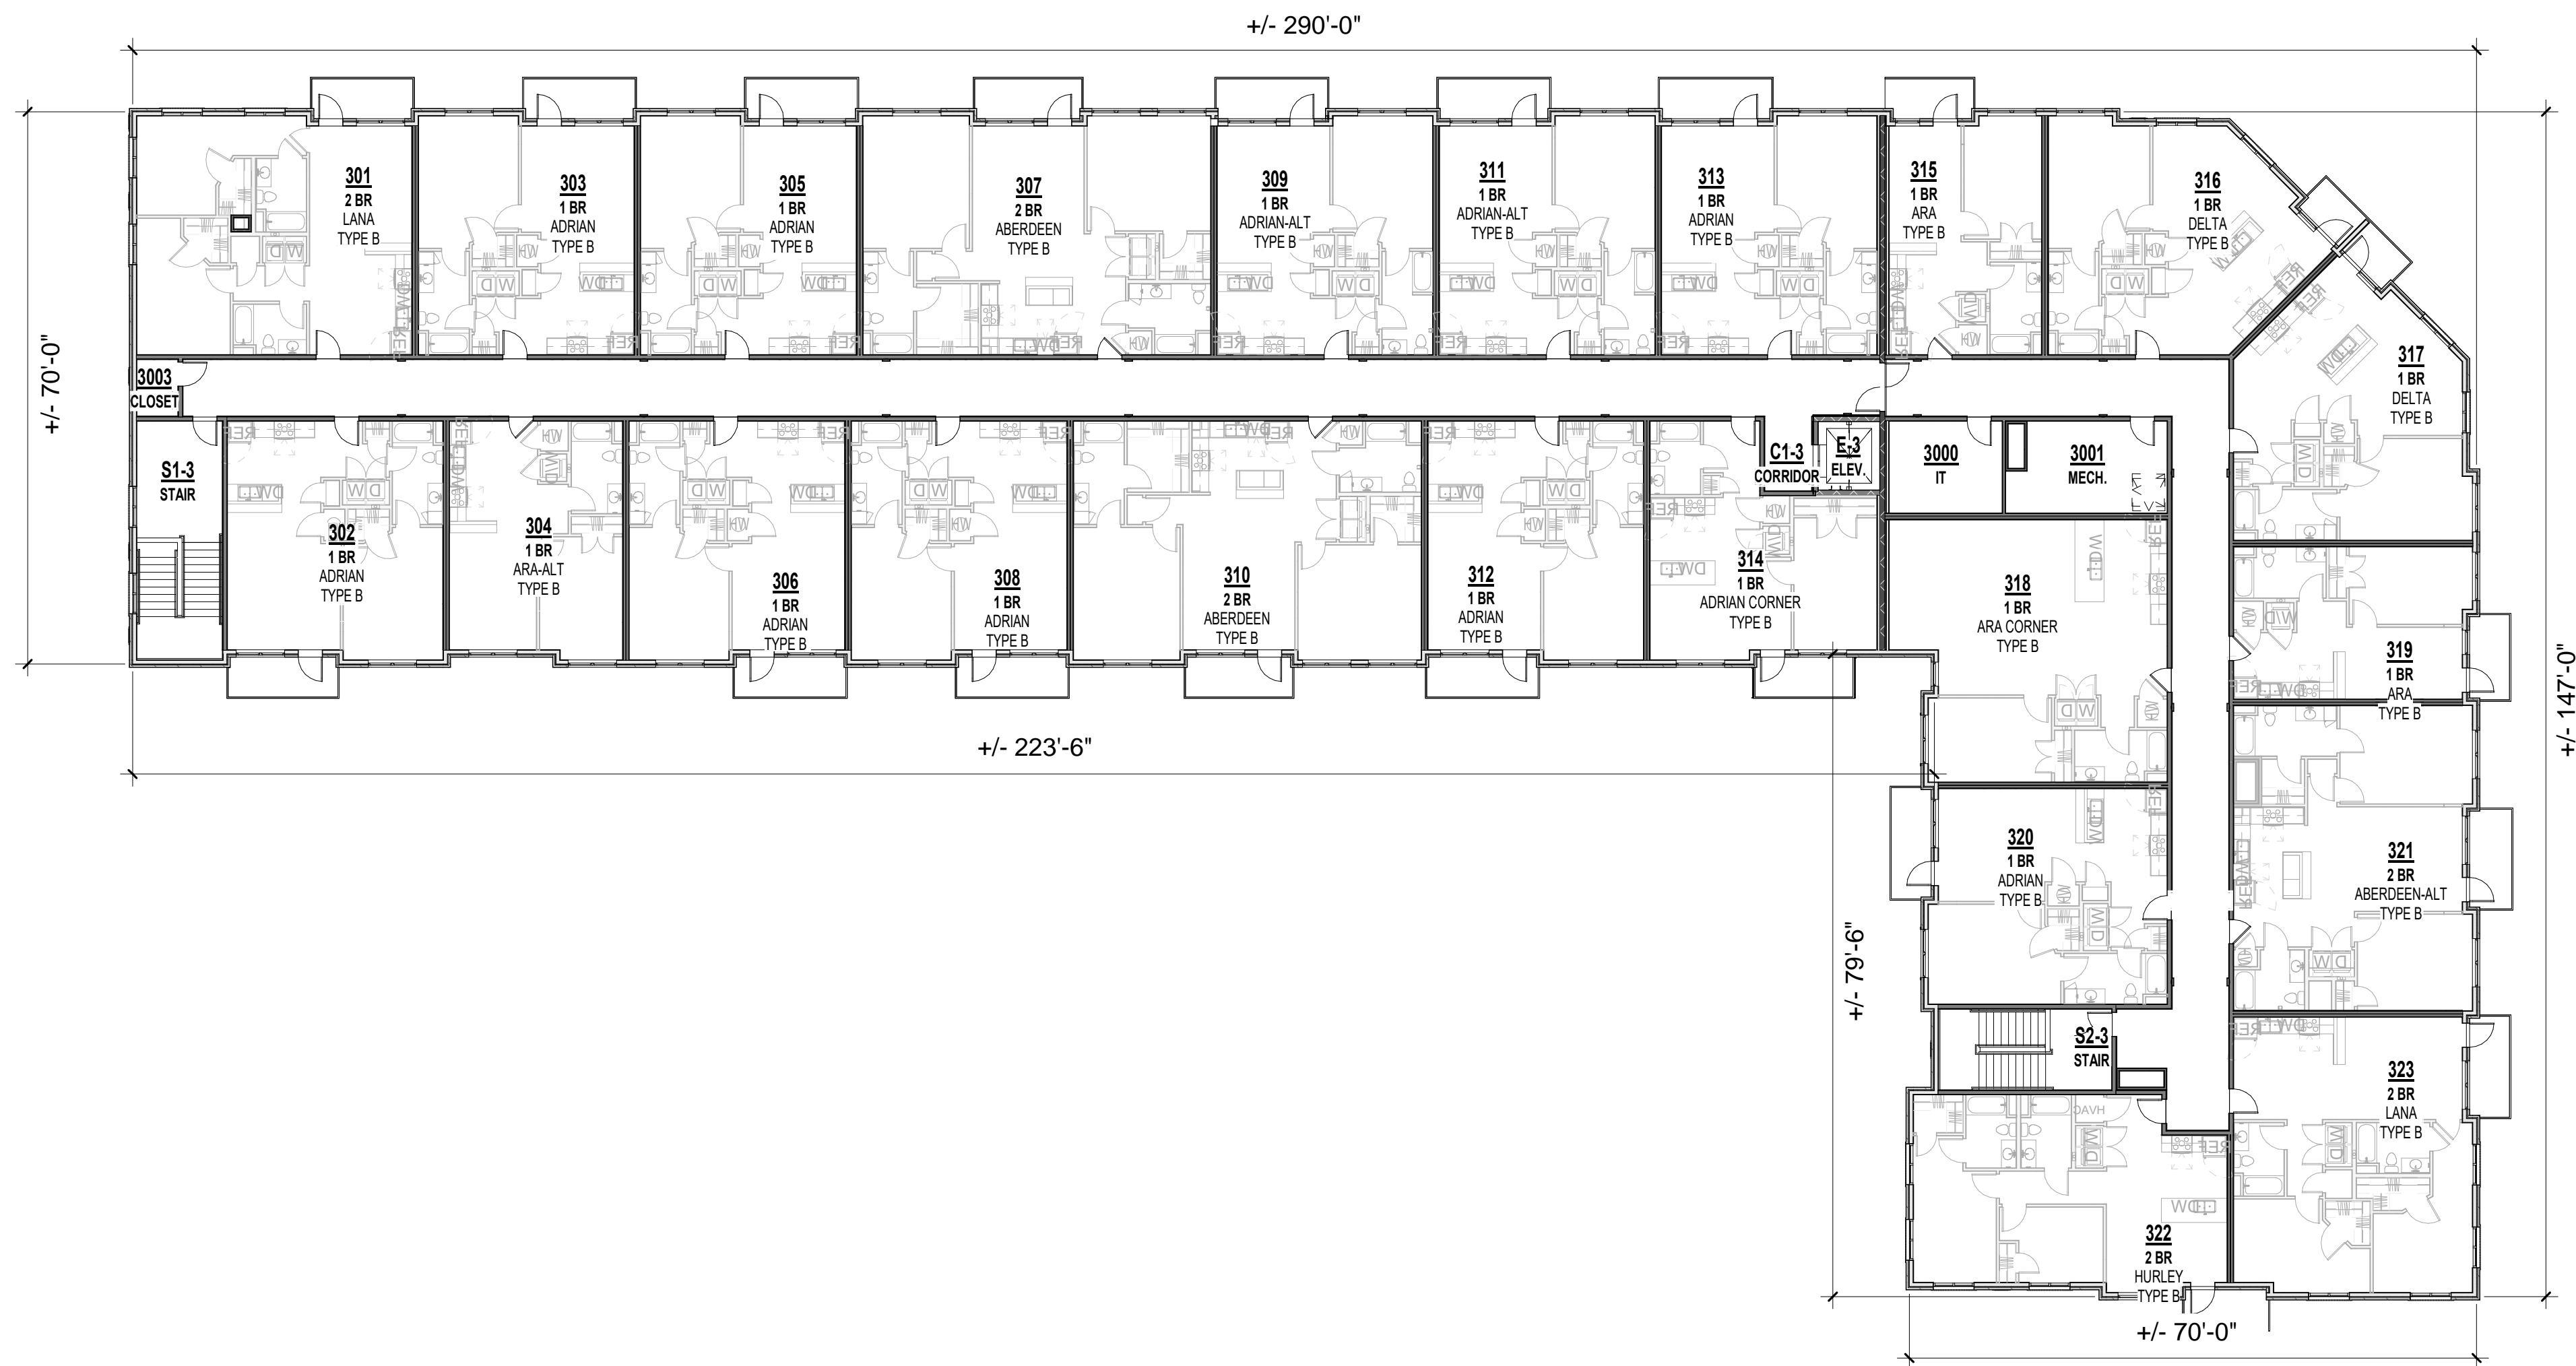 +/- 290'-0"
301
2 BR
LANA
TYPE B
303
1 BR
ADRIAN
TYPE B
305
1 BR
ADRIAN
TYPE B
307
2 BR
ABERDEEN
TYPE B
309
1 BR
ADRIAN-ALT
TYPE B
311
1 BR
ADRIAN-ALT
TYPE B
313
1 BR
ADRIAN
TYPE B
315
1 BR
ARA
TYPE B
316
1 BR
DELTA
TYPE B
317
1 BR
DELTA
TYPE B
+/- 70'-0"
3003
CLOSET
S1-3
STAIR
302
1 BR
ADRIAN
TYPE B
304
1 BR
ARA-ALT
TYPE B
306
1 BR
ADRIAN
TYPE B
308
1 BR
ADRIAN
TYPE B
310
2 BR
ABERDEEN
TYPE B
312
1 BR
ADRIAN
TYPE B
314
1 BR
ADRIAN CORNER
TYPE B
C1-3
CORRIDOR
E-3
ELEV.
3000
IT
3001
MECH.
318
1 BR
ARA CORNER
TYPE B
319
1 BR
ARA
TYPE B
+/- 147'-0"
+/- 223'-6"
320
1 BR
ADRIAN
TYPE B
321
2 BR
ABERDEEN-ALT
TYPE B
+/- 79'-6"
S2-3
STAIR
323
2 BR
LANA
TYPE B
HVAC
322
2 BR
HURLEY
TYPE B
+/- 70'-0"